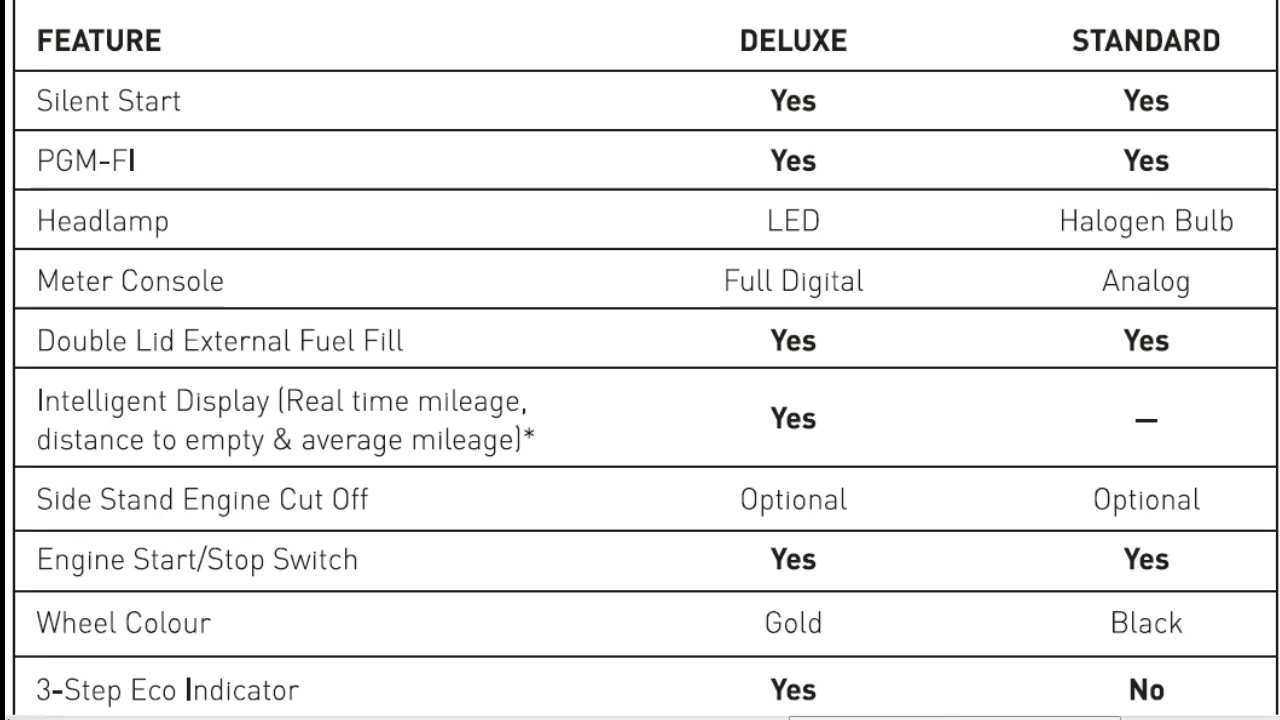 FEATURE DELUXE STANDARD
Silent Start Yes Yes
PGM-FI Yes Yes
Headlamp LED Halogen Bulb
Meter Console Full Digital Analog
Double Lid External Fuel Fill Yes Yes
Intelligent Display (Real time mileage,
distance to empty & average mileage)* Yes —
Side Stand Engine Cut Off Optional Optional
Engine Start/Stop Switch Yes Yes
Wheel Colour Gold Black
3-Step Eco Indicator Yes No